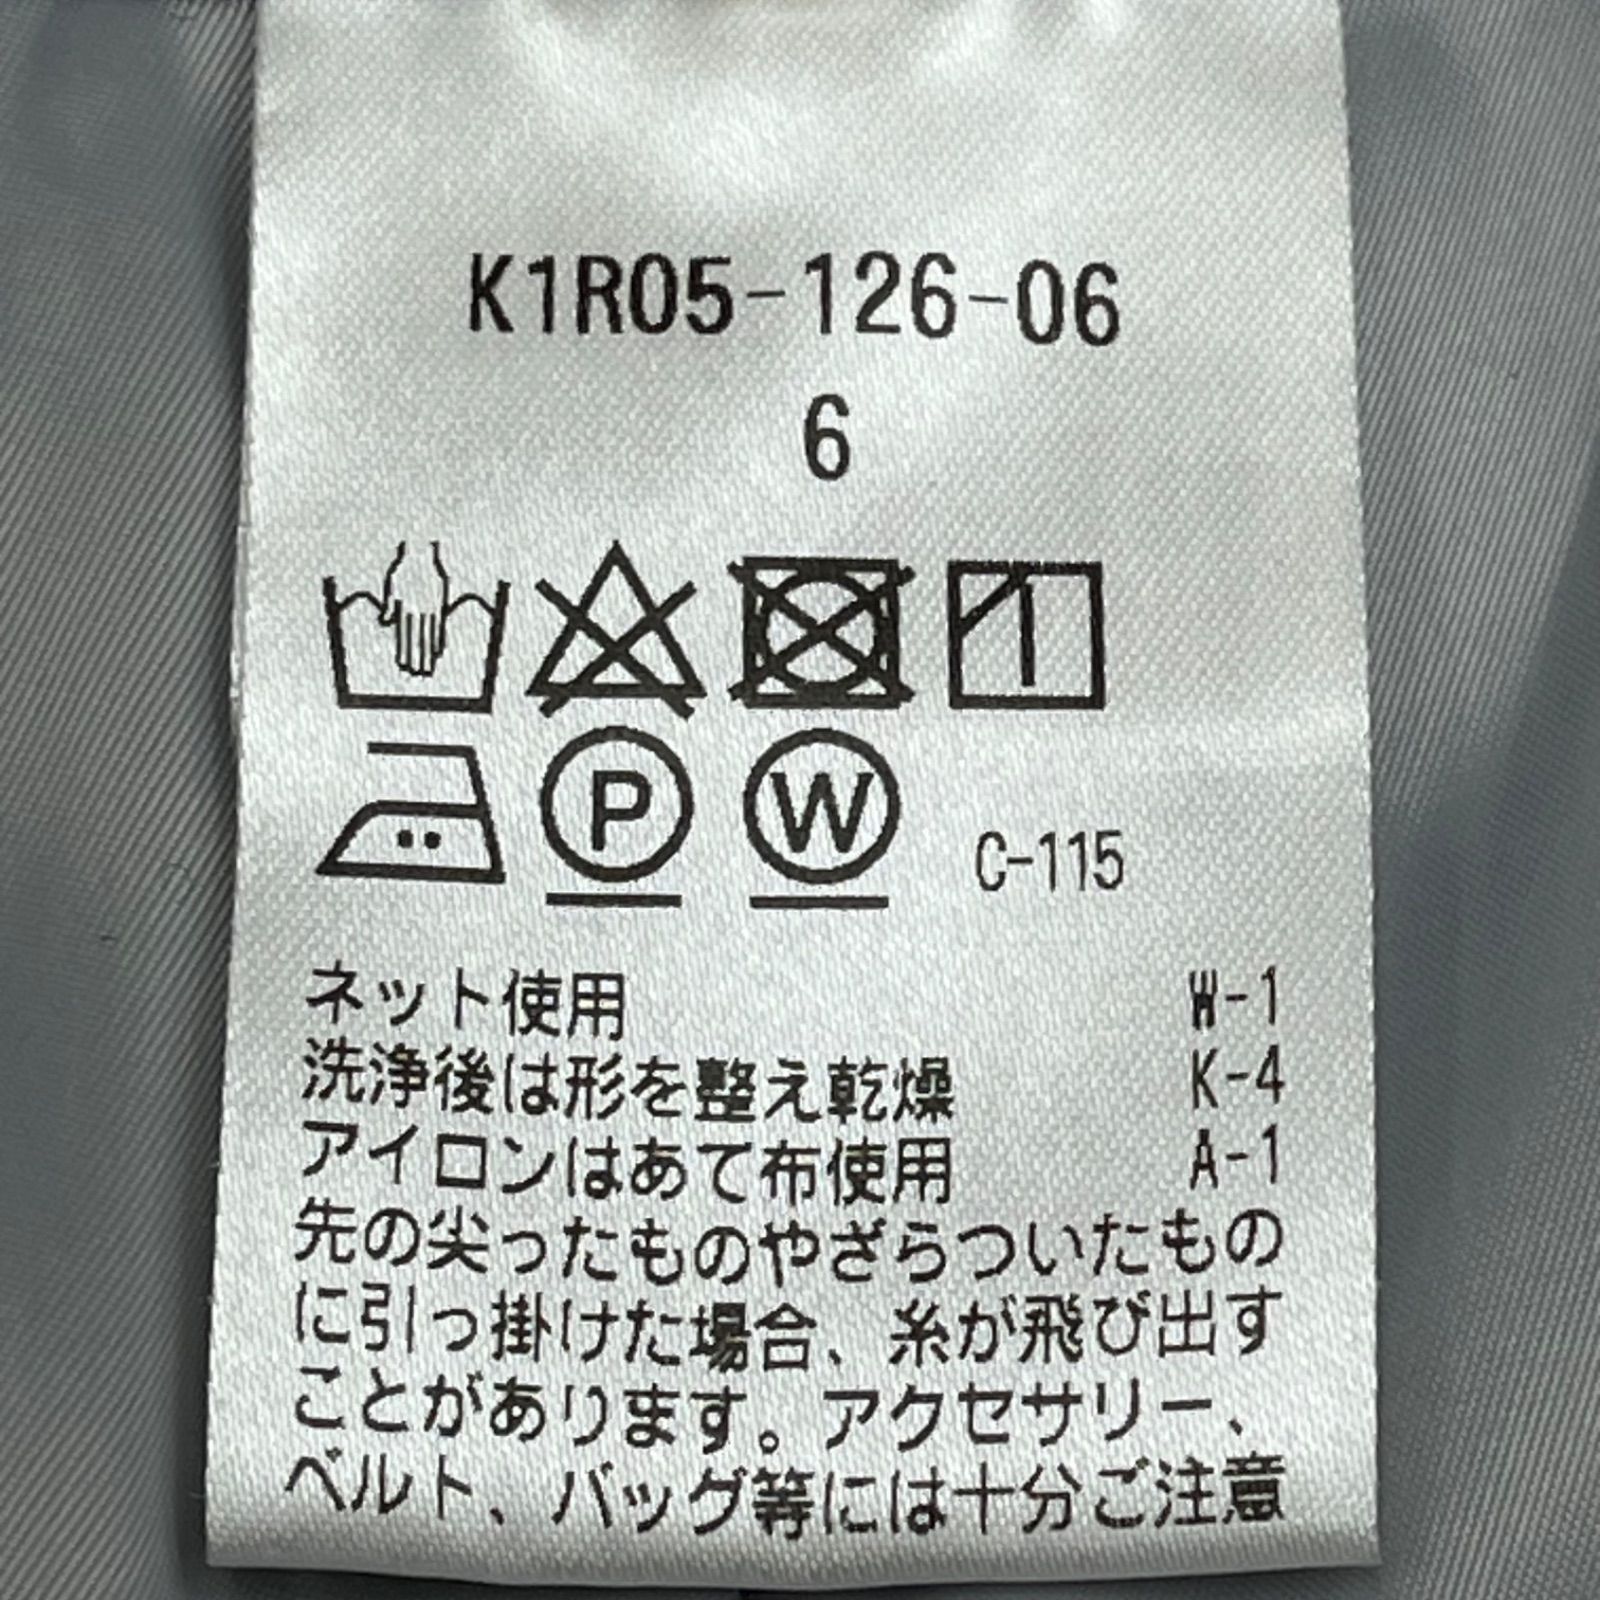 K1R05-126-06
6
P W C-115
ネット使用 W-1
洗浄後は形を整え乾燥 K-4
アイロンはあて布使用 A-1
先の尖ったものやざらついたもの
に引っ掛けた場合、糸が飛び出す
ことがあります。アクセサリー、
ベルト、バッグ等には十分ご注意